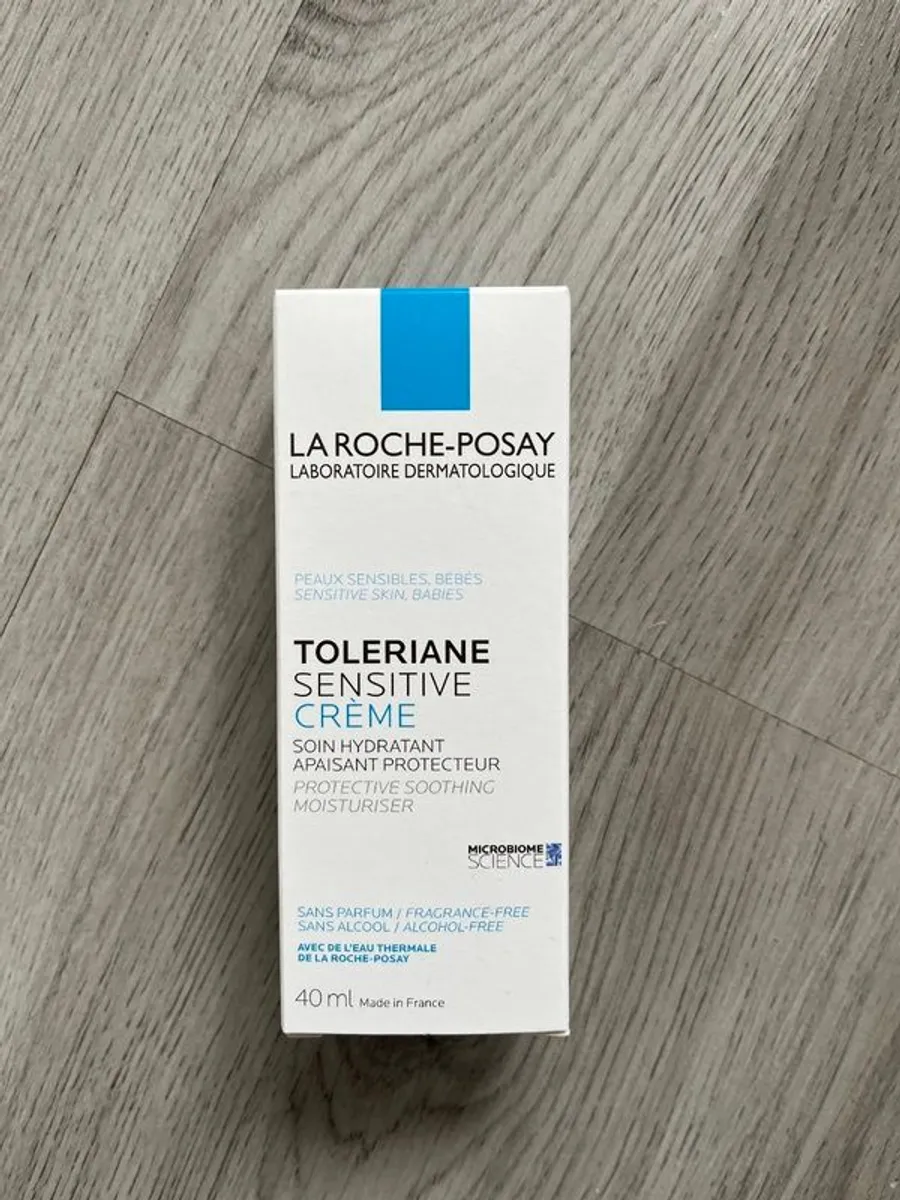 LA ROCHE-POSAY
LABORATOIRE DERMATOLOGIQUE
PEAUX SENSIBLES, BÉBÉS
SENSITIVE SKIN, BABIES
TOLERIANE
SENSITIVE
CRÈME
SOIN HYDRATANT
APAISANT PROTECTEUR
PROTECTIVE SOOTHING
MOISTURISER
MICROBIOME
SCIENCE
SANS PARFUM / FRAGRANCE-FREE
SANS ALCOOL / ALCOHOL-FREE
AVEC DE L'EAU THERMALE
DE LA ROCHE-POSAY
40 ml Made in France